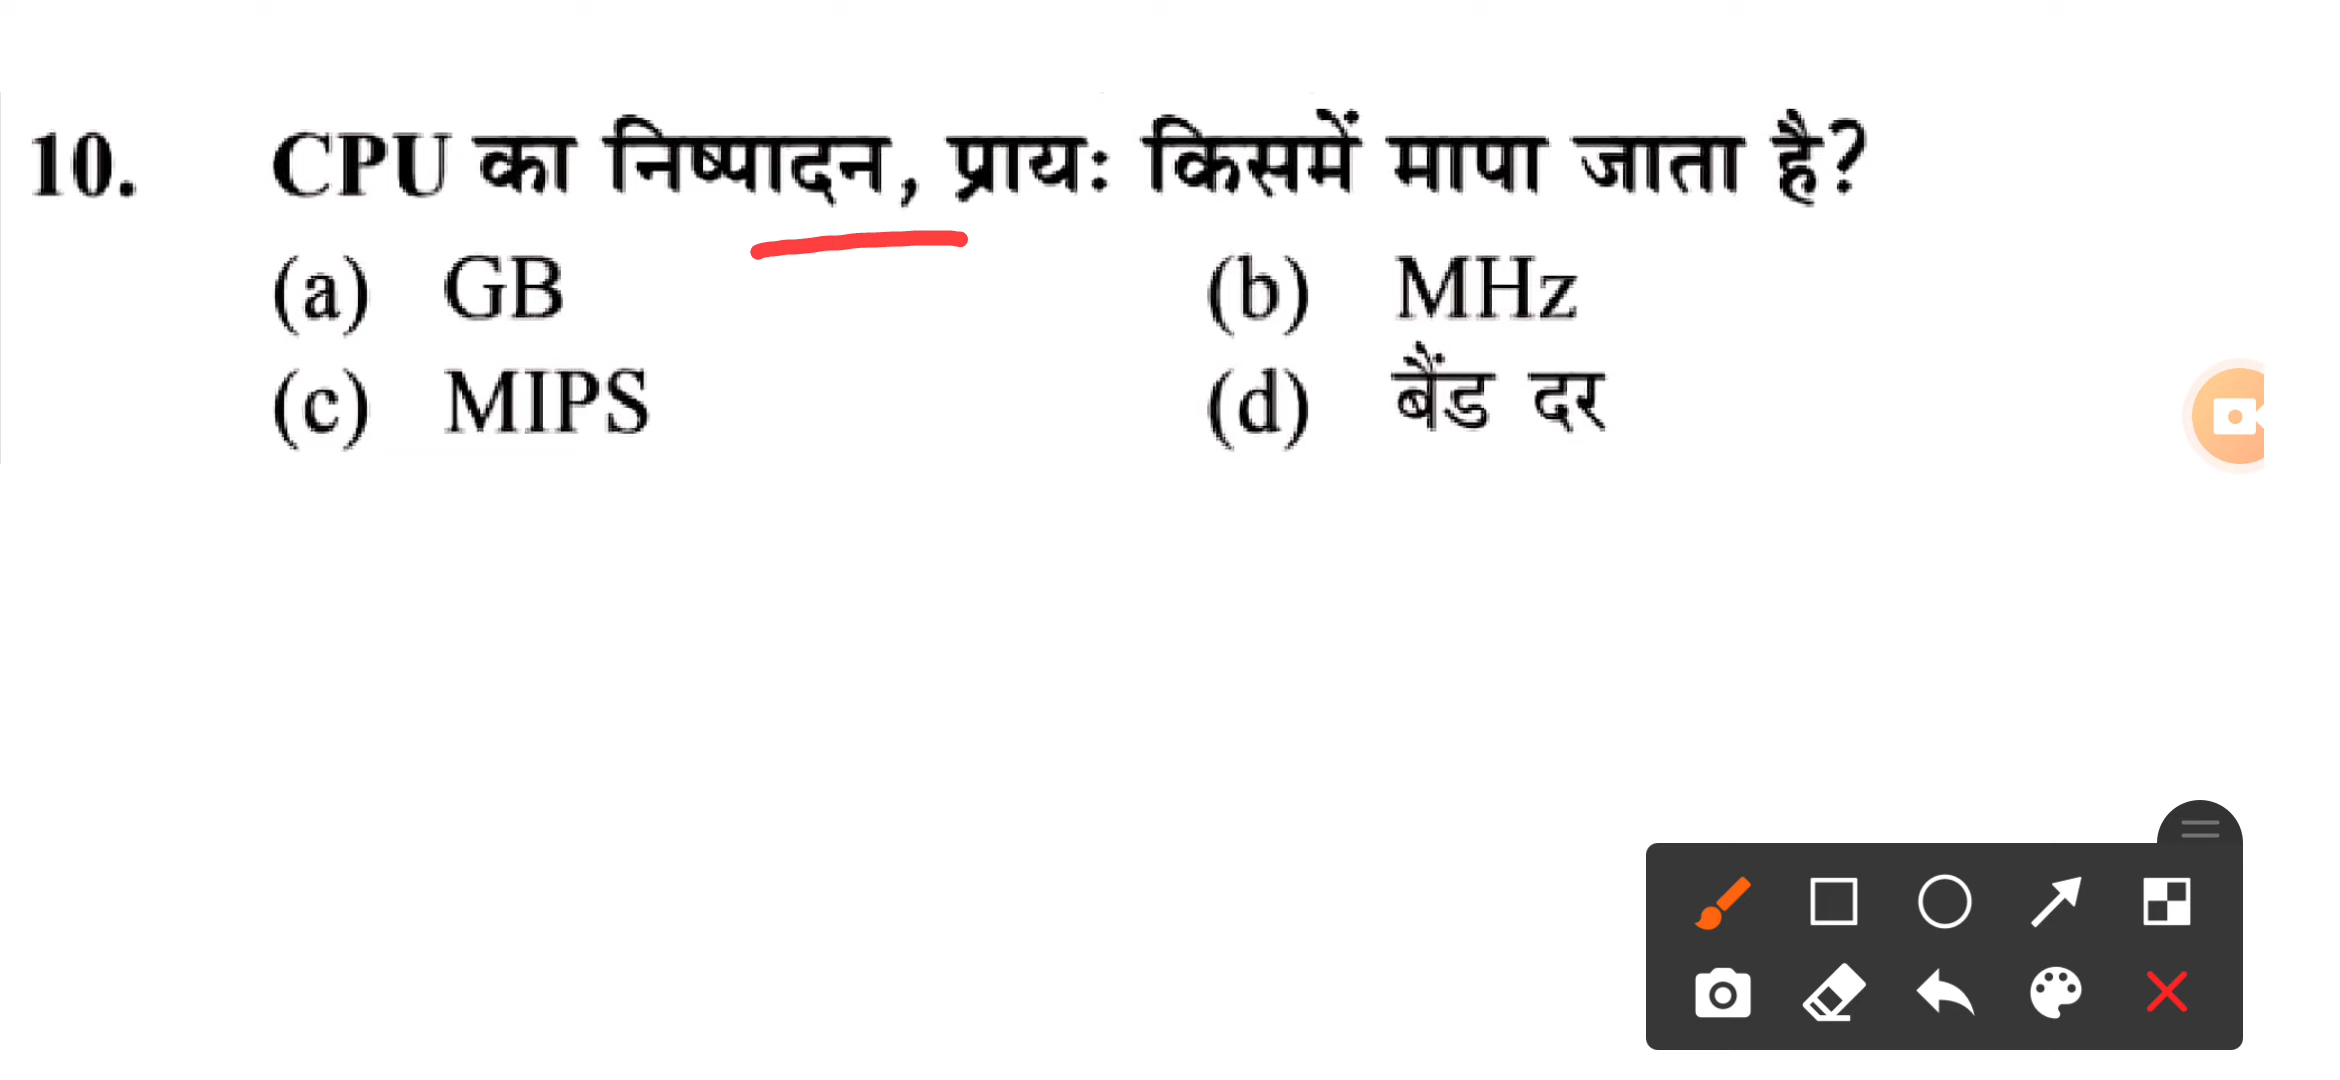 10. CPU का निष्पादन, प्रायः किसमें मापा जाता है?
(a) GB (b) MHz
(c) MIPS (d) बैंड दर